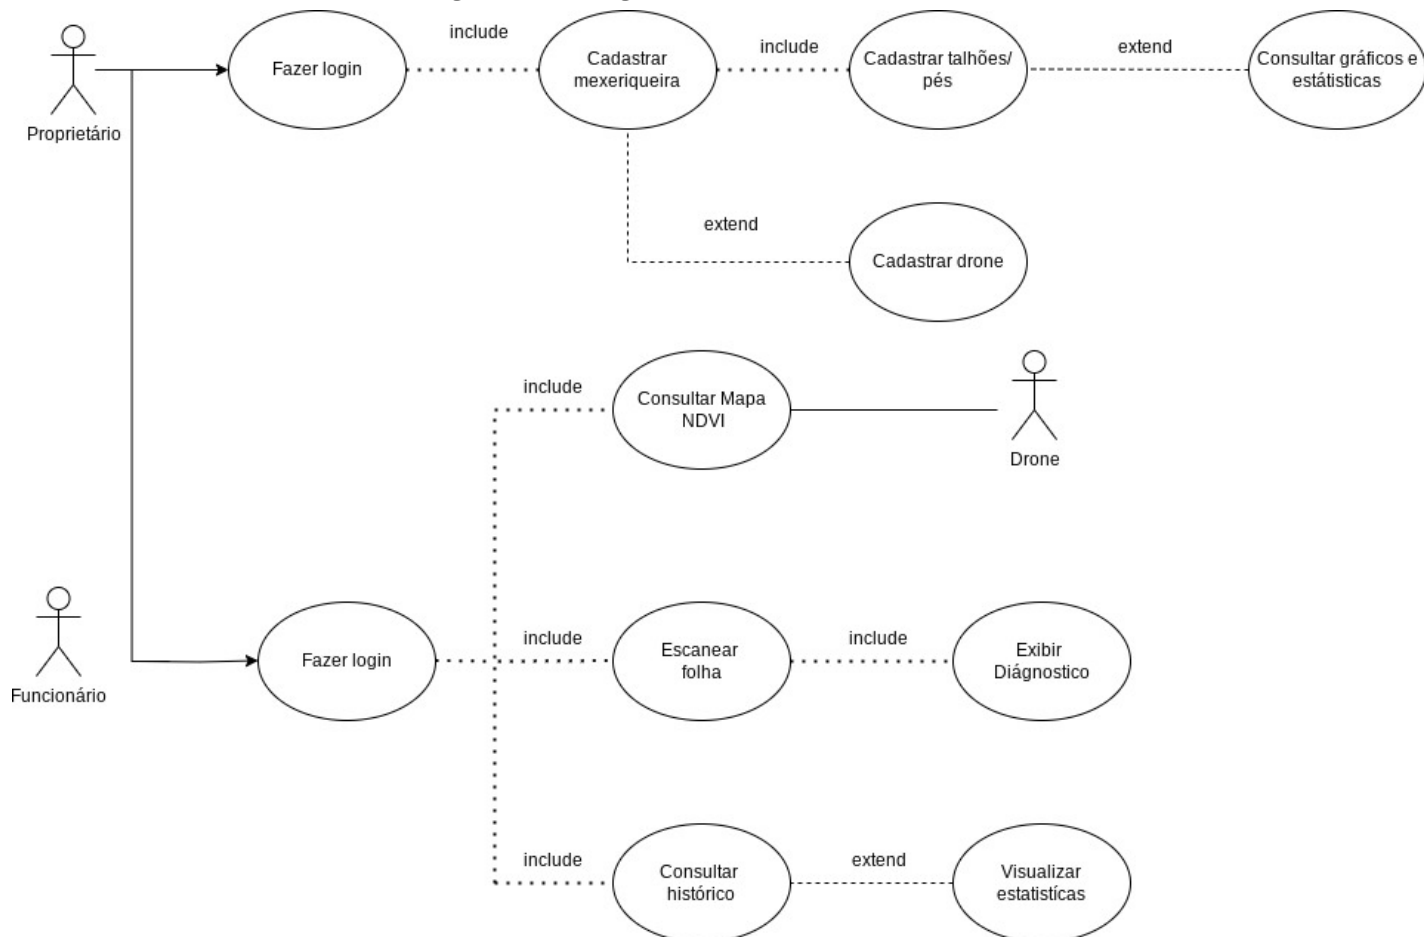 include
include
extend
Fazer login
Cadastrar
mexeriqueira
Cadastrar talhões/
pés
Consultar gráficos e
estátisticas
Proprietário
extend
Cadastrar drone
include
Consultar Mapa
NDVI
Drone
include
include
Fazer login
Escanear
folha
Exibir
Diágnostico
Funcionário
include
extend
Consultar
histórico
Visualizar
estatistícas